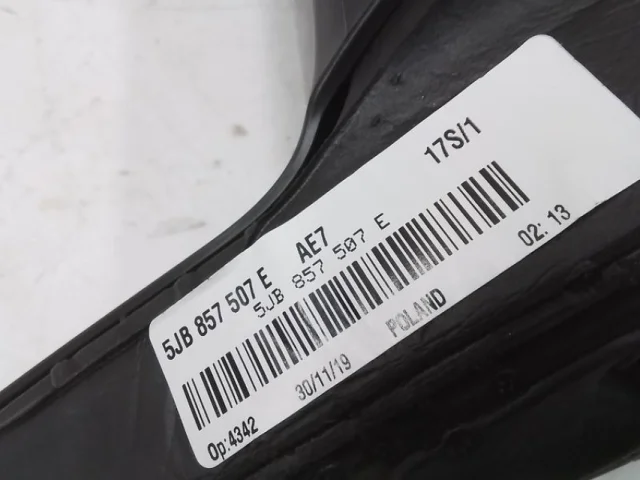 17S/1
5JB 857 507 E AE7
5JB 857 507 E
02: 13
Op:4342 30/11/19 POLAND